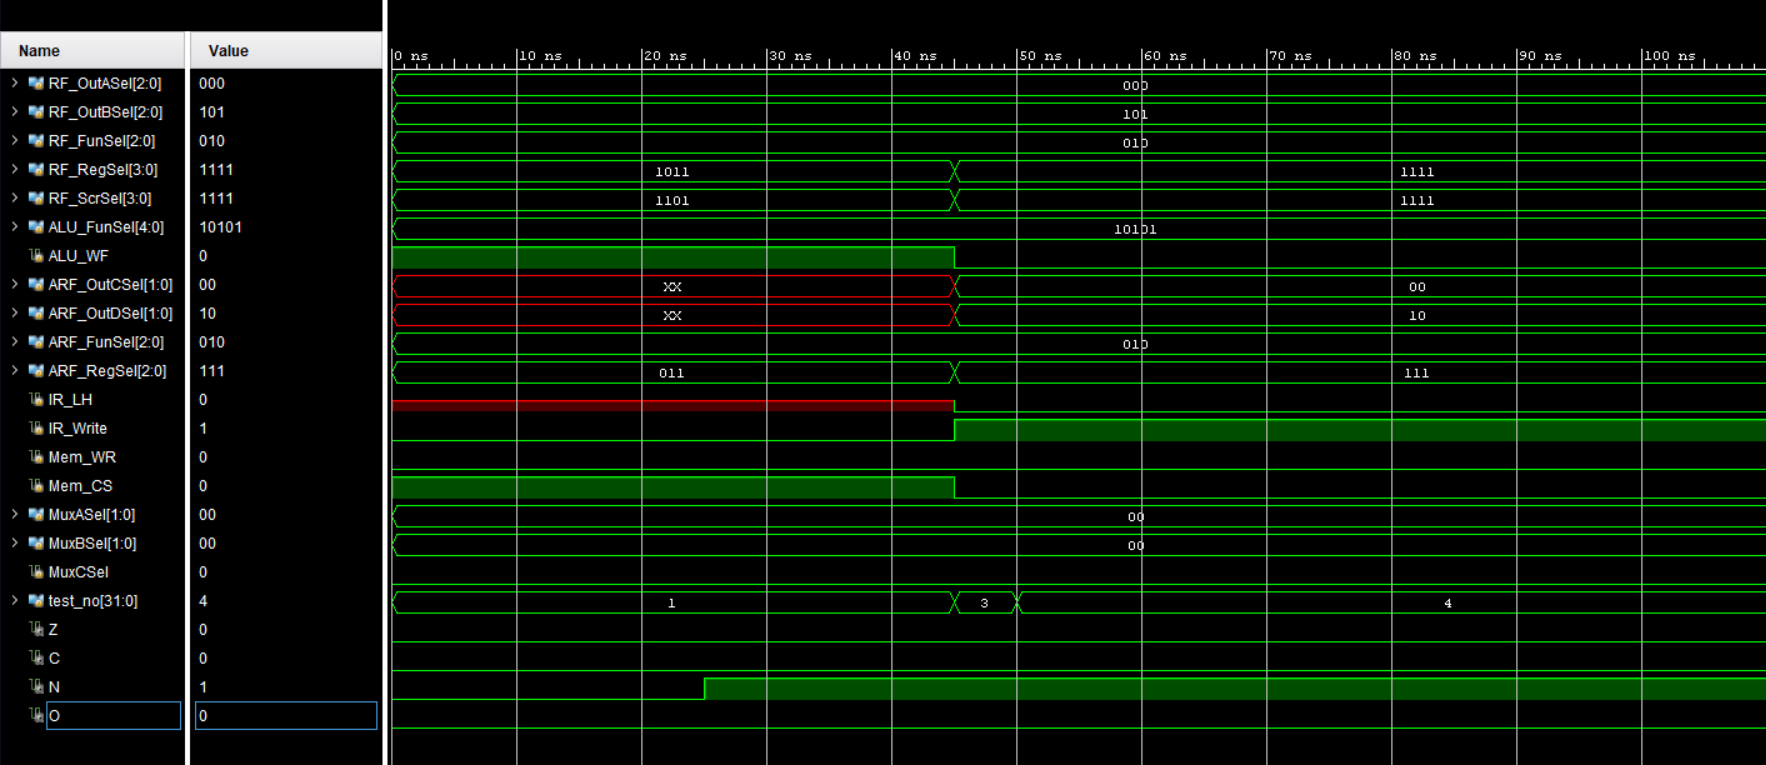 Name Value
0 ns 10 ns 20 ns 30 ns 40 ns 50 ns 60 ns 70 ns 80 ns 90 ns 100 ns
RF_OutASel[2:0] 000 000
RF_OutBSel[2:0] 101 101
RF_FunSel[2:0] 010 010
RF_RegSel[3:0] 1111 1011 1111
RF_ScrSel[3:0] 1111 1101 1111
ALU_FunSel[4:0] 10101 10101
ALU_WF 0
ARF_OutCSel[1:0] 00 XX 00
ARF_OutDSel[1:0] 10 XX 10
ARF_FunSel[2:0] 010 010
ARF_RegSel[2:0] 111 011 111
IR_LH 0
IR_Write 1
Mem_WR 0
Mem_CS 0
MuxASel[1:0] 00 00
MuxBSel[1:0] 00 00
MuxCSel 0
test_no[31:0] 4 1 3 4
Z 0
C 0
N 1
O 0